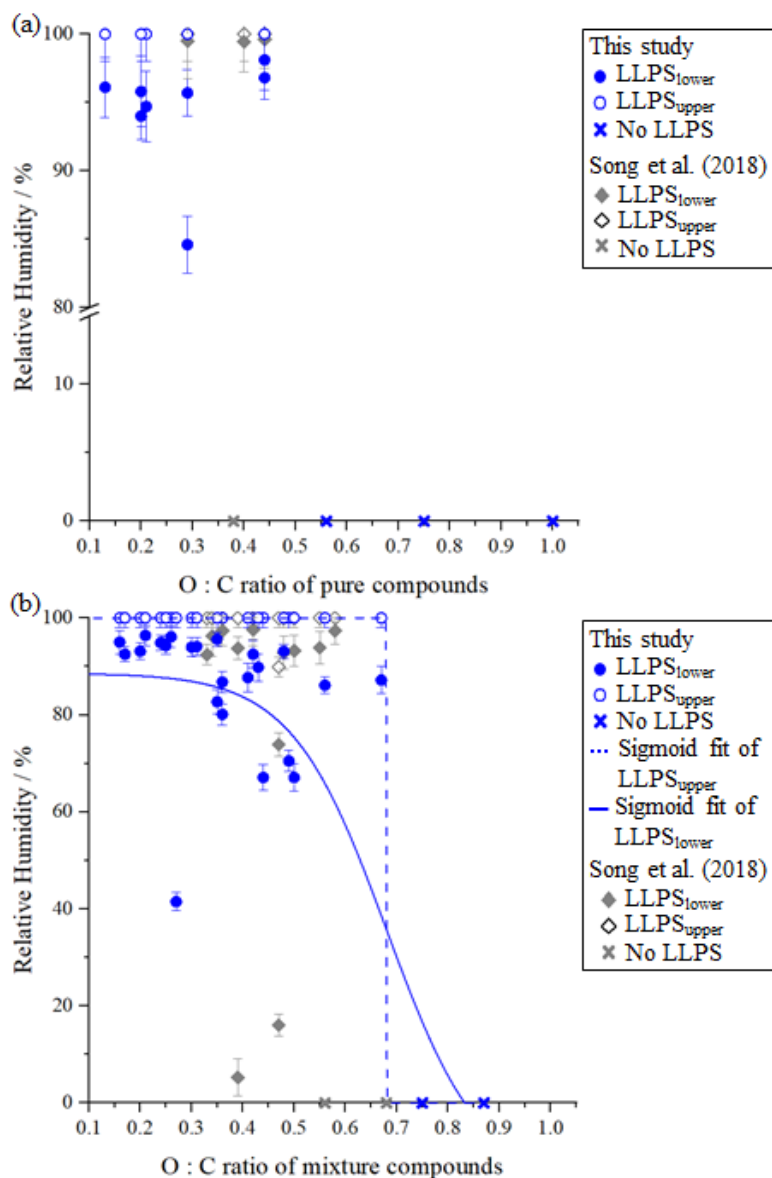 (a)
100
90
80
10
0
Relative Humidity / %
0.1 0.2 0.3 0.4 0.5 0.6 0.7 0.8 0.9 1.0
O : C ratio of pure compounds
This study
LLPSlower
LLPSupper
No LLPS
Song et al. (2018)
LLPSlower
LLPSupper
No LLPS
(b)
100
80
60
40
20
0
Relative Humidity / %
0.1 0.2 0.3 0.4 0.5 0.6 0.7 0.8 0.9 1.0
O : C ratio of mixture compounds
This study
LLPSlower
LLPSupper
No LLPS
Sigmoid fit of
LLPSupper
Sigmoid fit of
LLPSlower
Song et al. (2018)
LLPSlower
LLPSupper
No LLPS